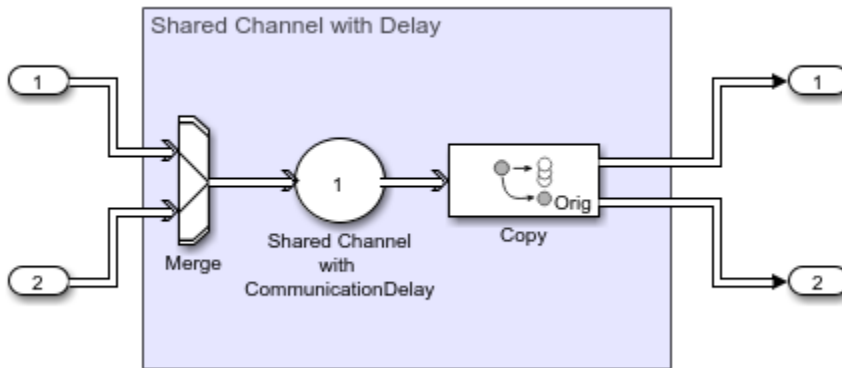 Shared Channel with Delay
1
1
1
Orig
Copy
Shared Channel
with
CommunicationDelay
Merge
2
2